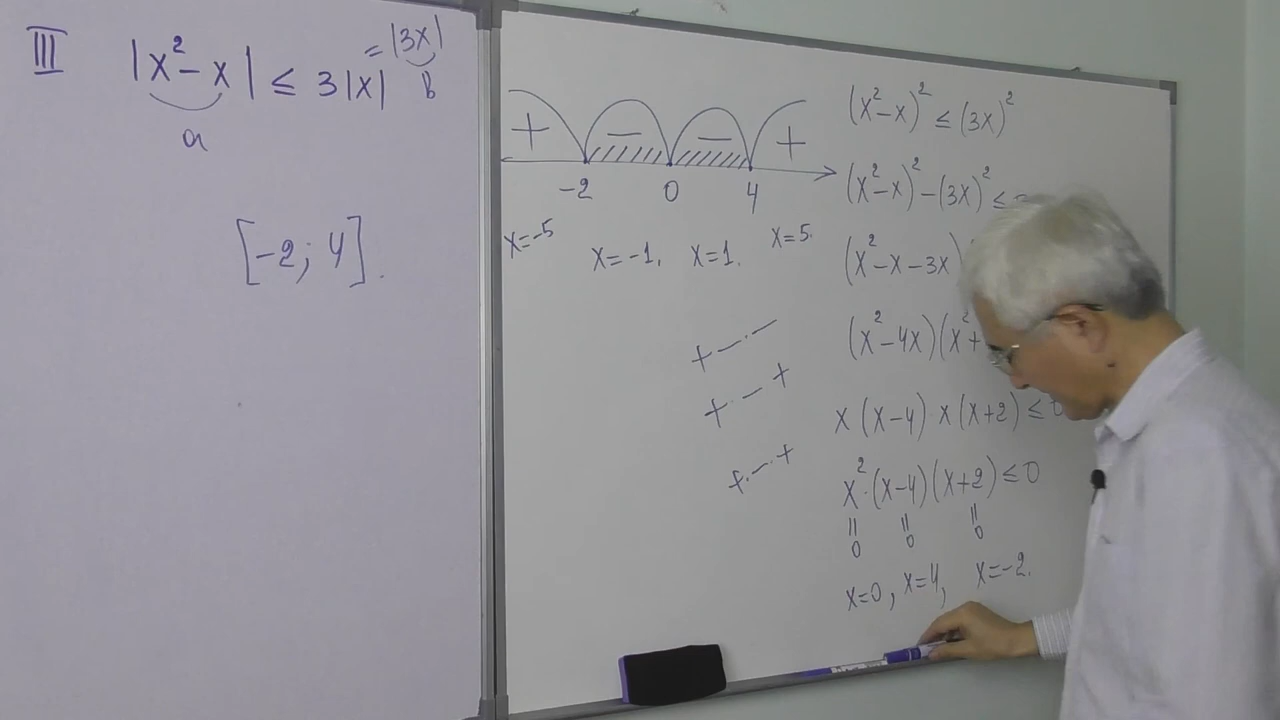 III |x²-x| ≤ 3|x| = |3x|
a b
[-2; 4].
+ - - +
-2 0 4
x=-5 x=-1, x=1. x=5.
+ - · -
+ · - +
+ · - · +
(x²-x)² ≤ (3x)²
(x²-x)² - (3x)² ≤
(x²-x-3x)
(x²-4x)(x²+
x(x-4) x(x+2) ≤ 0
x²·(x-4)(x+2) ≤ 0
= = =
0 0 0
x=0, x=4, x=-2.